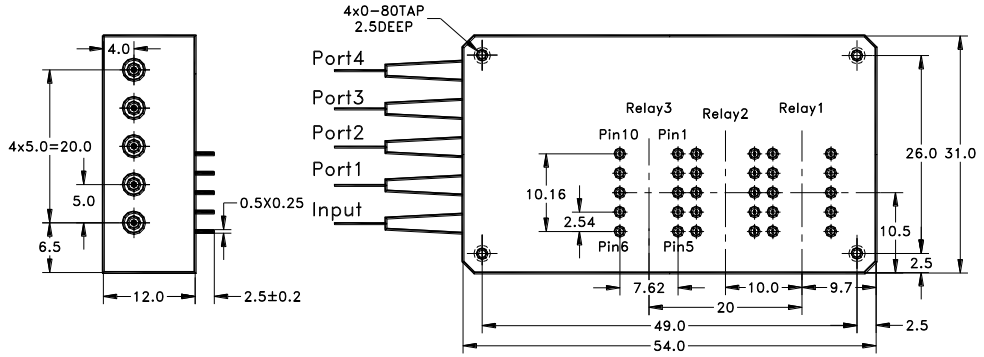 4x0-80TAP
2.5DEEP
4.0
Port4
Port3
Port2
Port1
Input
4x5.0=20.0
5.0
6.5
0.5X0.25
12.0
2.5±0.2
Relay3
Relay2
Relay1
Pin10
Pin1
10.16
2.54
Pin6
Pin5
26.0
31.0
10.5
2.5
7.62
10.0
9.7
20
49.0
2.5
54.0